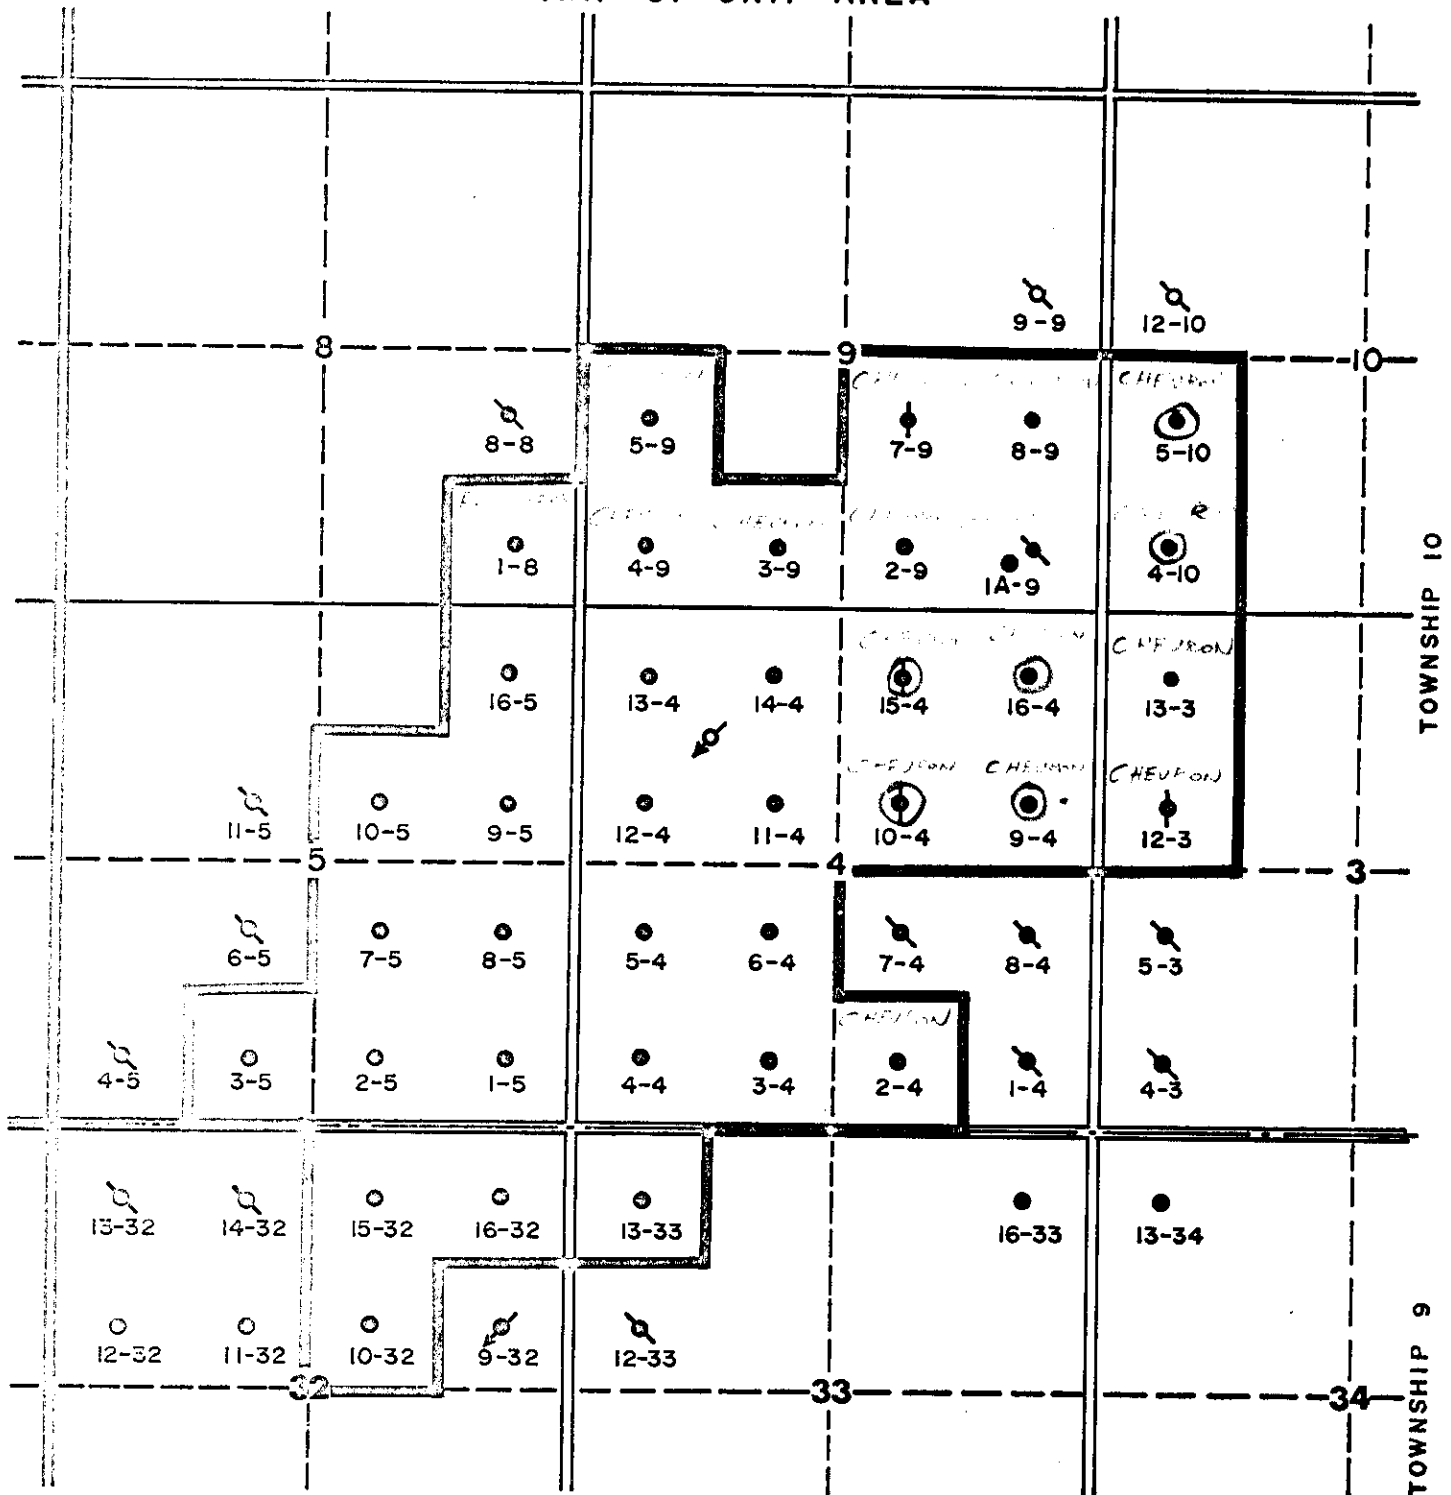 9-9 12-10
8 9 10
CHEVRON
8-8 5-9 7-9 8-9 5-10
CHEVRON R
1-8 4-9 3-9 2-9 1A-9 4-10
TOWNSHIP 10
CHEVRON
16-5 13-4 14-4 15-4 16-4 13-3
CHEVRON CHEVRON CHEVRON
11-5 10-5 9-5 12-4 11-4 10-4 9-4 12-3
5 4 3
6-5 7-5 8-5 5-4 6-4 7-4 8-4 5-3
CHEVRON
4-5 3-5 2-5 1-5 4-4 3-4 2-4 1-4 4-3
13-32 14-32 15-32 16-32 13-33 16-33 13-34
12-32 11-32 10-32 9-32 12-33
32 33 34
TOWNSHIP 9